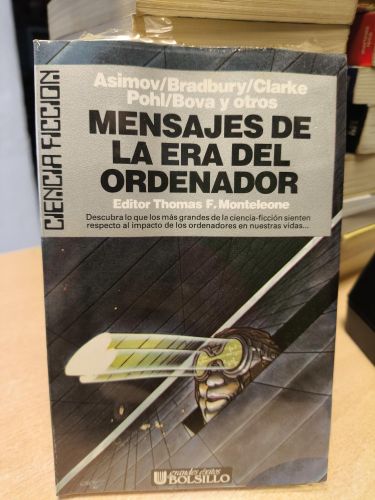 CIENCIA FICCION
Asimov/Bradbury/Clarke
Pohl/Bova y otros
MENSAJES DE
LA ERA DEL
ORDENADOR
Editor Thomas F. Monteleone
Descubra lo que los más grandes de la ciencia-ficción sienten
respecto al impacto de los ordenadores en nuestras vidas...
grandes éxitos
BOLSILLO